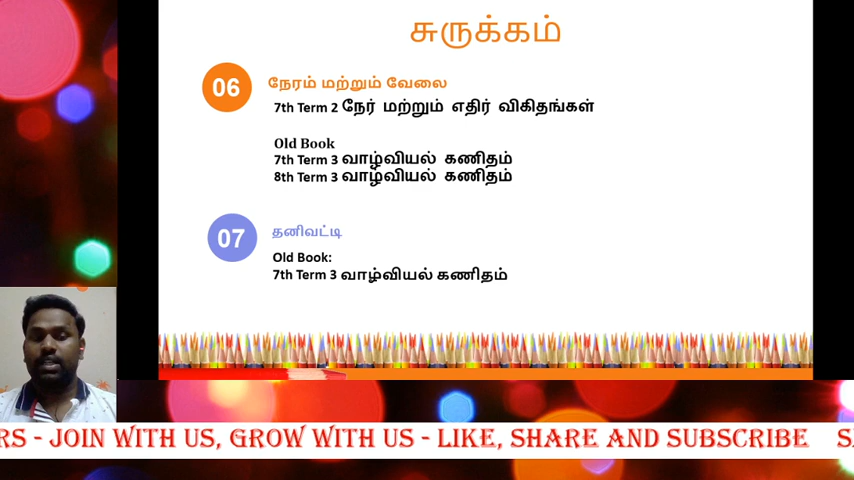 சுருக்கம்
06
நேரம் மற்றும் வேலை
7th Term 2 நேர் மற்றும் எதிர் விகிதங்கள்
Old Book
7th Term 3 வாழ்வியல் கணிதம்
8th Term 3 வாழ்வியல் கணிதம்
07
தனிவட்டி
Old Book:
7th Term 3 வாழ்வியல் கணிதம்
RS - JOIN WITH US, GROW WITH US - LIKE, SHARE AND SUBSCRIBE SA